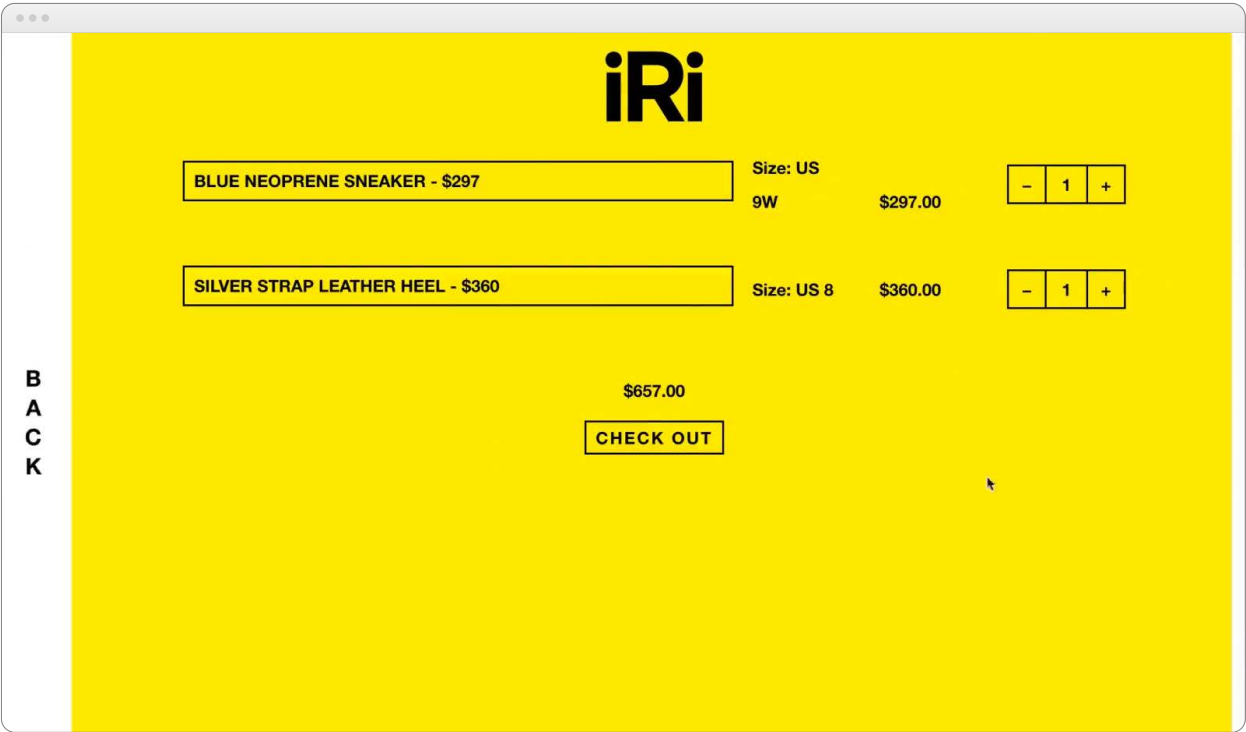 iRi
BLUE NEOPRENE SNEAKER - $297
Size: US
9W
$297.00
– 1 +
SILVER STRAP LEATHER HEEL - $360
Size: US 8
$360.00
– 1 +
$657.00
CHECK OUT
B
A
C
K